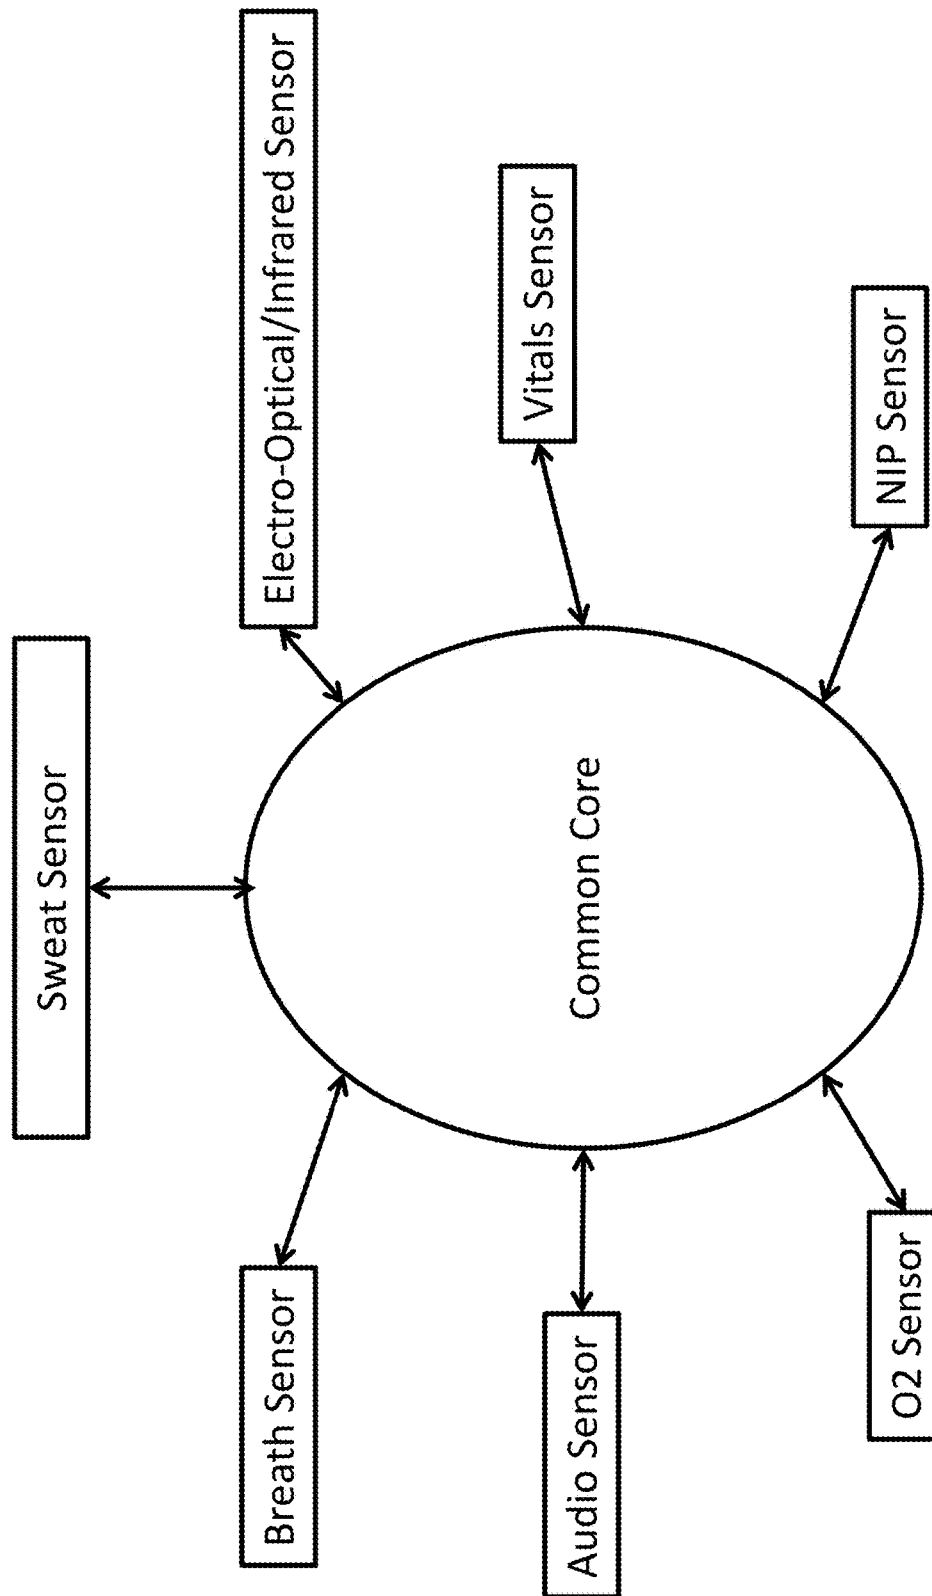 Sweat Sensor
Breath Sensor
Electro-Optical/Infrared Sensor
Audio Sensor
Common Core
Vitals Sensor
O2 Sensor
NIP Sensor